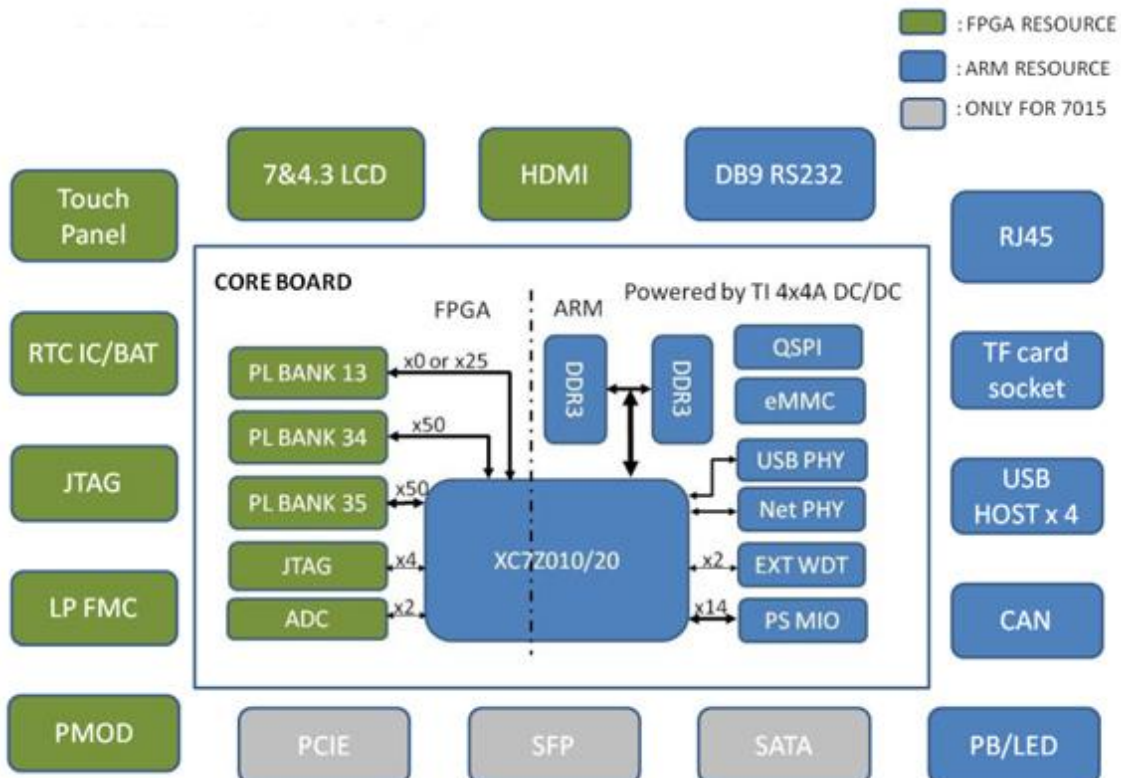 : FPGA RESOURCE
: ARM RESOURCE
: ONLY FOR 7015
7&4.3 LCD
HDMI
DB9 RS232
Touch
Panel
RTC IC/BAT
JTAG
LP FMC
PMOD
CORE BOARD
Powered by TI 4x4A DC/DC
FPGA
ARM
PL BANK 13
x0 or x25
PL BANK 34
x50
PL BANK 35
x50
JTAG
x4
ADC
x2
DDR3
DDR3
QSPI
eMMC
USB PHY
Net PHY
XC7Z010/20
x2
EXT WDT
x14
PS MIO
RJ45
TF card
socket
USB
HOST x 4
CAN
PB/LED
PCIE
SFP
SATA